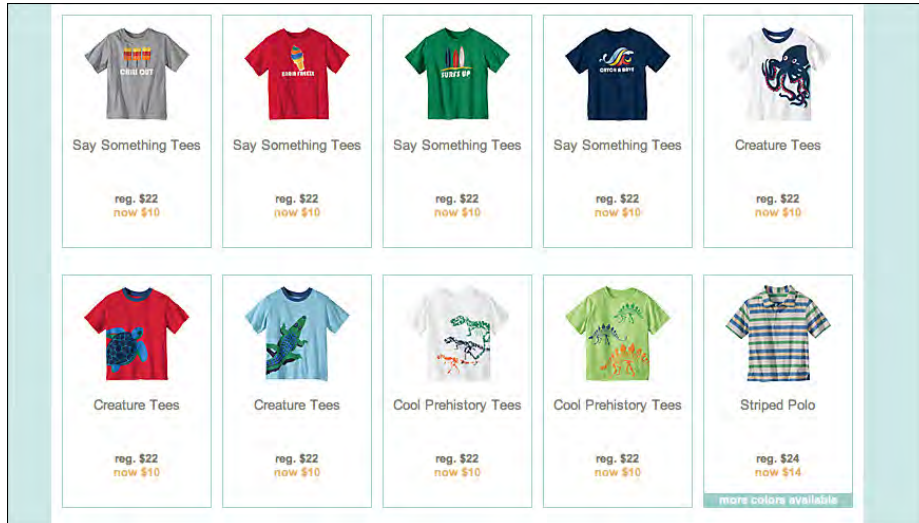 CHILL OUT
SURF'S UP
CATCH A WAVE
Say Something Tees
Say Something Tees
Say Something Tees
Say Something Tees
Creature Tees
reg. $22
reg. $22
reg. $22
reg. $22
reg. $22
now $10
now $10
now $10
now $10
now $10
Creature Tees
Creature Tees
Cool Prehistory Tees
Cool Prehistory Tees
Striped Polo
reg. $22
reg. $22
reg. $22
reg. $22
reg. $24
now $10
now $10
now $10
now $10
now $14
more colors available